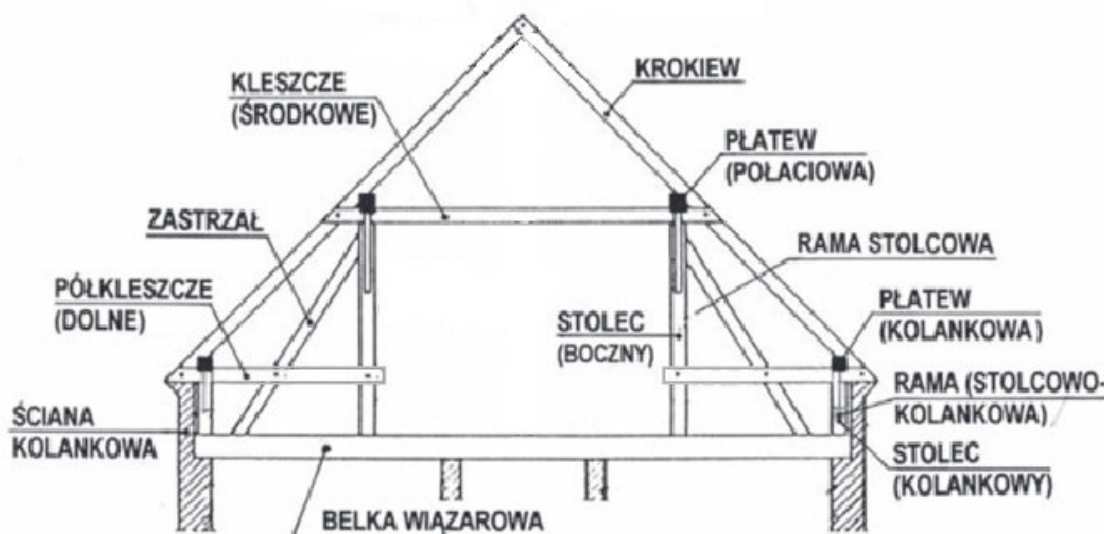 KLESZCZE
(ŚRODKOWE)
KROKIEW
PŁATEW
(POŁACIOWA)
ZASTRZAŁ
RAMA STOLCOWA
PÓŁKLESZCZE
(DOLNE)
STOLEC
(BOCZNY)
PŁATEW
(KOLANKOWA)
ŚCIANA
KOLANKOWA
RAMA (STOLCOWO-
KOLANKOWA)
STOLEC
(KOLANKOWY)
BELKA WIĄZAROWA